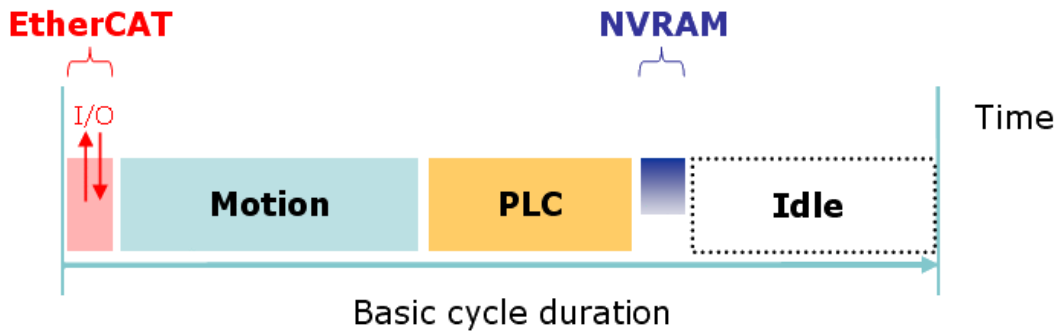 EtherCAT
NVRAM
I/O
Time
Motion
PLC
Idle
Basic cycle duration